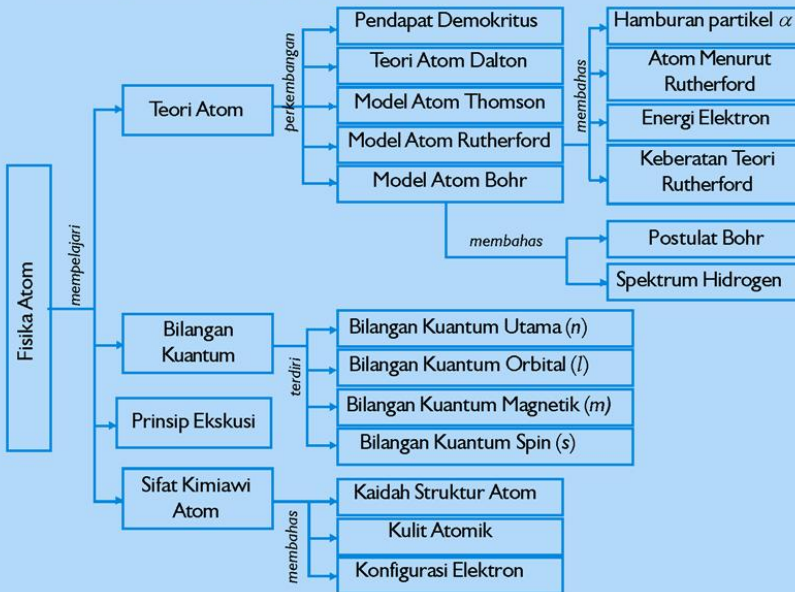 Fisika Atom
mempelajari
Teori Atom
perkembangan
Pendapat Demokritus
Teori Atom Dalton
Model Atom Thomson
Model Atom Rutherford
Model Atom Bohr
membahas
Hamburan partikel α
Atom Menurut
Rutherford
Energi Elektron
Keberatan Teori
Rutherford
membahas
Postulat Bohr
Spektrum Hidrogen
Bilangan
Kuantum
terdiri
Bilangan Kuantum Utama (n)
Bilangan Kuantum Orbital (l)
Bilangan Kuantum Magnetik (m)
Bilangan Kuantum Spin (s)
Prinsip Ekskusi
Sifat Kimiawi
Atom
membahas
Kaidah Struktur Atom
Kulit Atomik
Konfigurasi Elektron